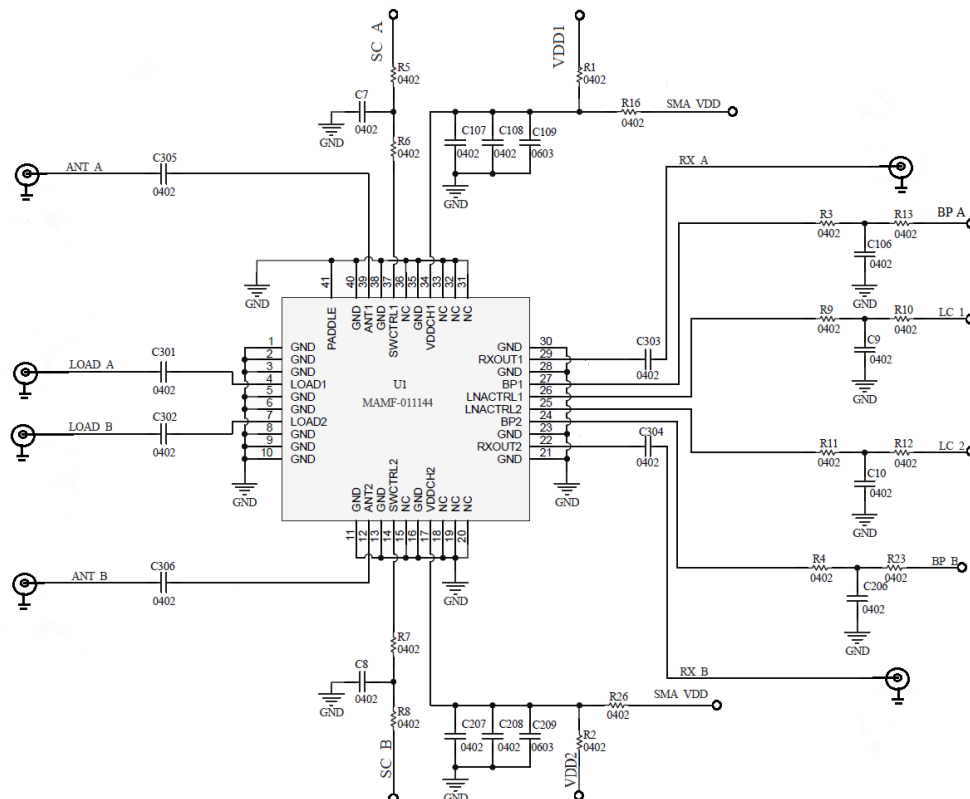 SC A
VDD1
R5
0402
C7
0402
GND
R6
0402
R1
0402
R16
0402
SMA VDD
C107
0402
C108
0402
C109
0603
GND
ANT A
C305
0402
RX A
R3
0402
R13
0402
BP A
C106
0402
GND
GND
41
40
39
38
37
36
35
34
33
32
31
PADDLE
GND
ANT1
GND
SWCTRL1
NC
GND
VDDCH1
NC
NC
NC
R9
0402
R10
0402
LC 1
C9
0402
GND
LOAD A
C301
0402
LOAD B
C302
0402
1 GND
2 GND
3 GND
4 LOAD1
5 GND
6 GND
7 LOAD2
8 GND
9 GND
10 GND
GND
U1
MAMF-011144
GND 30
RXOUT1 29
GND 28
BP1 27
LNACTRL1 26
LNACTRL2 25
BP2 24
GND 23
RXOUT2 22
GND 21
GND
C303
0402
C304
0402
R11
0402
R12
0402
LC 2
C10
0402
GND
GND
ANT2
GND
SWCTRL2
NC
GND
VDDCH2
NC
NC
NC
11
12
13
14
15
16
17
18
19
20
GND
ANT B
C306
0402
R4
0402
R23
0402
BP B
C206
0402
GND
R7
0402
C8
0402
GND
R8
0402
SC B
RX B
R26
0402
SMA VDD
C207
0402
C208
0402
C209
0603
GND
R2
0402
VDD2